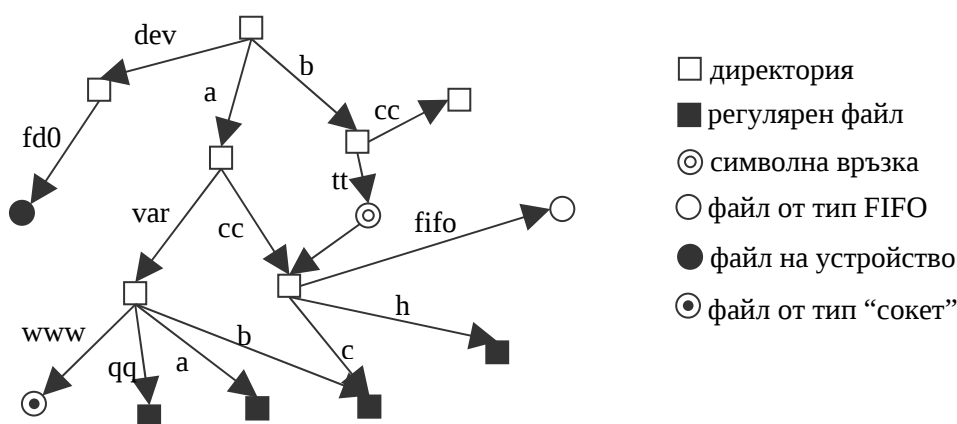 dev
b
a
cc
fd0
tt
var
cc
fifo
www
qq
a
b
c
h
директория
регулярен файл
символна връзка
файл от тип FIFO
файл на устройство
файл от тип “сокет”